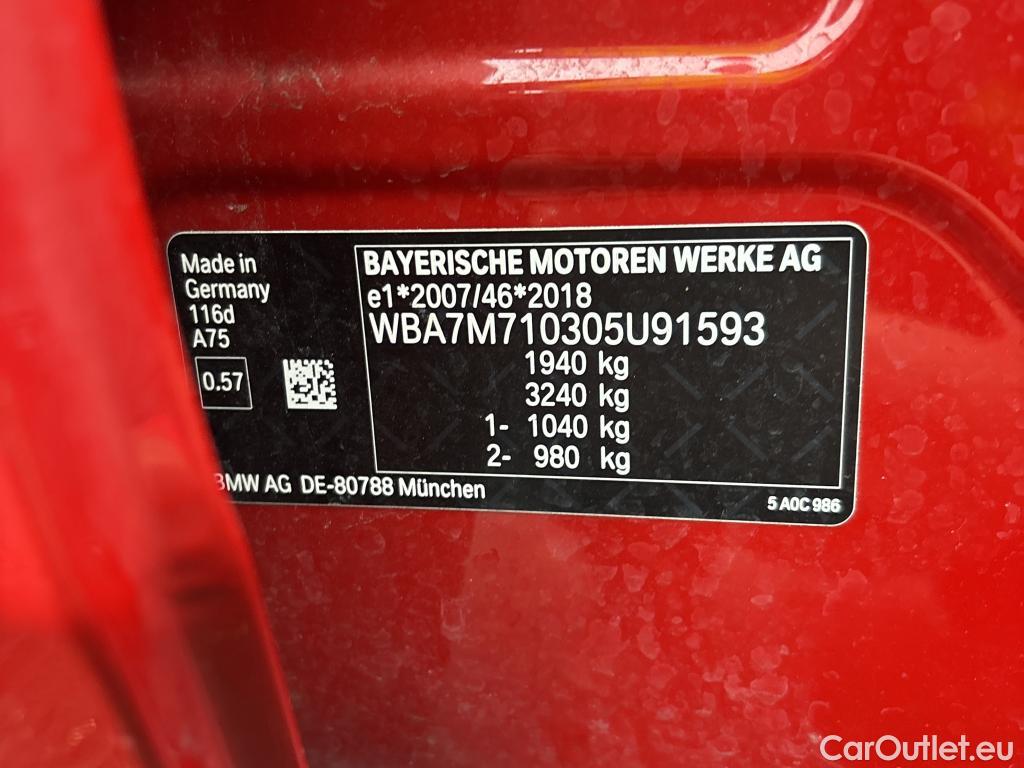 Made in
Germany
116d
A75
0.57
BAYERISCHE MOTOREN WERKE AG
e1*2007/46*2018
WBA7M710305U91593
1940 kg
3240 kg
1- 1040 kg
2- 980 kg
BMW AG DE-80788 München
5 A0C 986
CarOutlet.eu